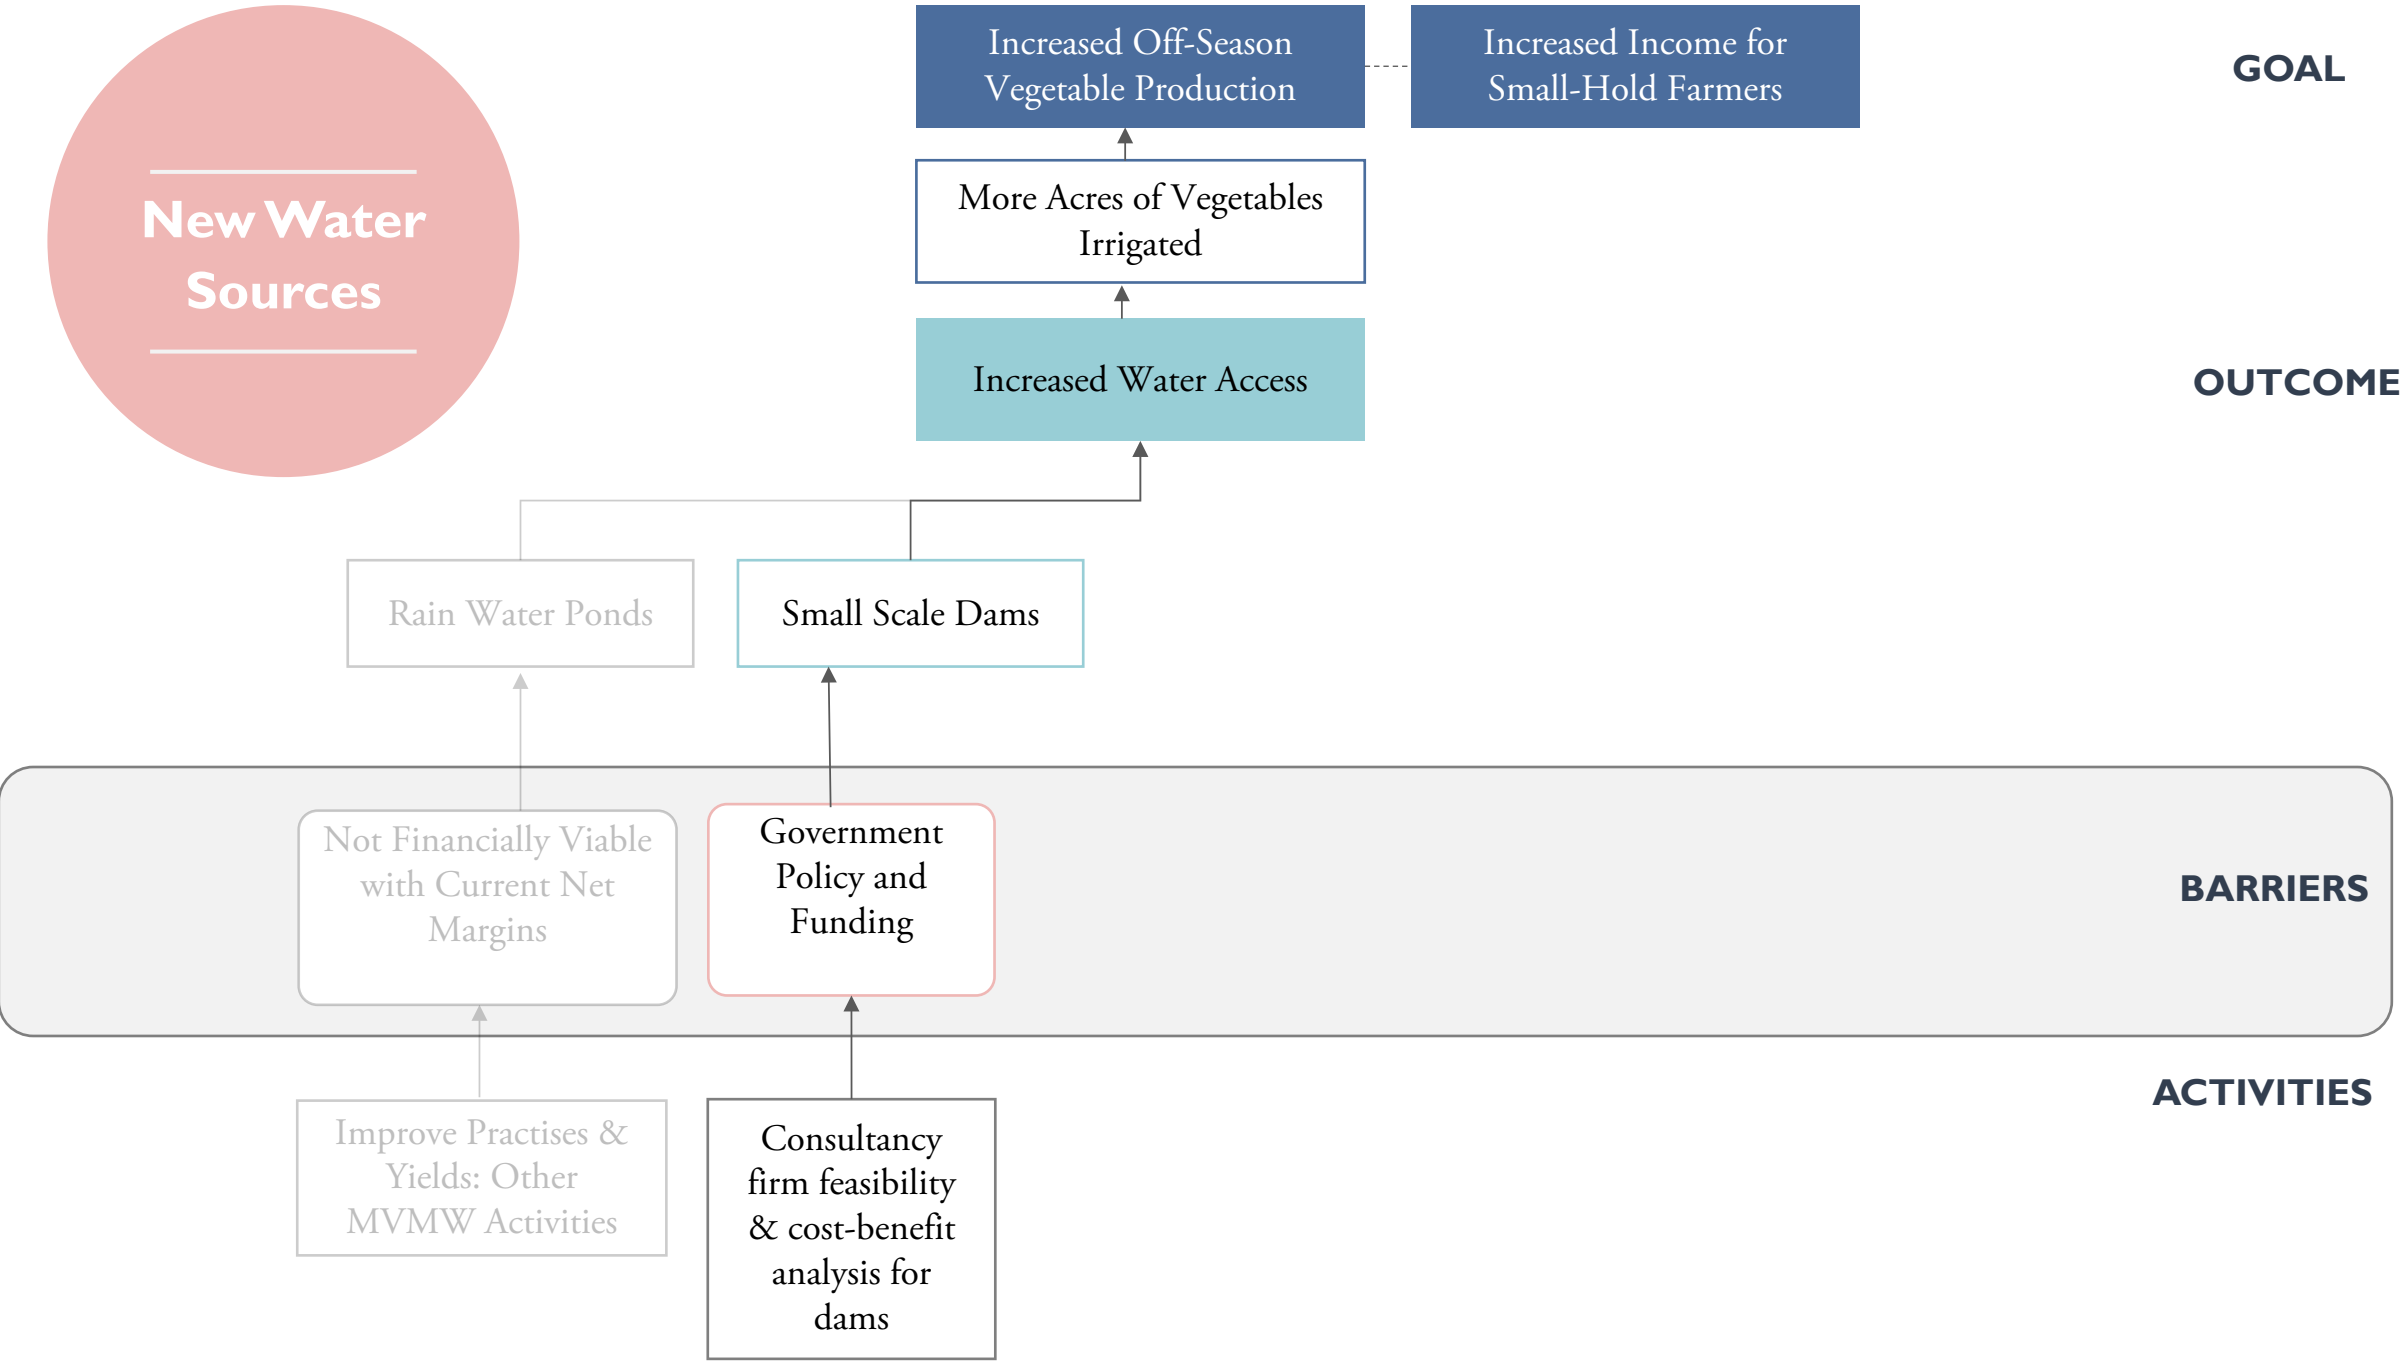 New Water
Sources
Increased Off-Season
Vegetable Production
Increased Income for
Small-Hold Farmers
GOAL
More Acres of Vegetables
Irrigated
Increased Water Access
OUTCOME
Rain Water Ponds
Small Scale Dams
Not Financially Viable
with Current Net
Margins
Government
Policy and
Funding
BARRIERS
ACTIVITIES
Improve Practises &
Yields: Other
MVMW Activities
Consultancy
firm feasibility
& cost-benefit
analysis for
dams